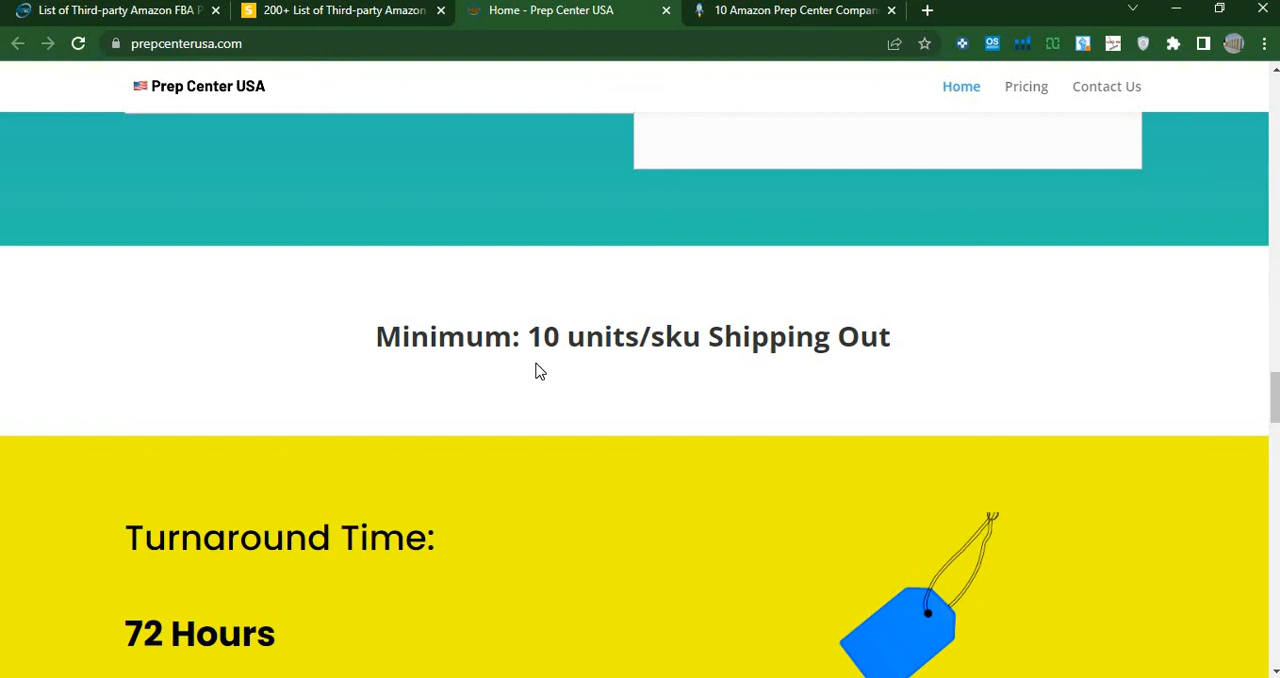 List of Third-party Amazon FBA P
200+ List of Third-party Amazon
Home - Prep Center USA
10 Amazon Prep Center Compan
prepcenterusa.com
Prep Center USA
Home
Pricing
Contact Us
Minimum: 10 units/sku Shipping Out
Turnaround Time:
72 Hours